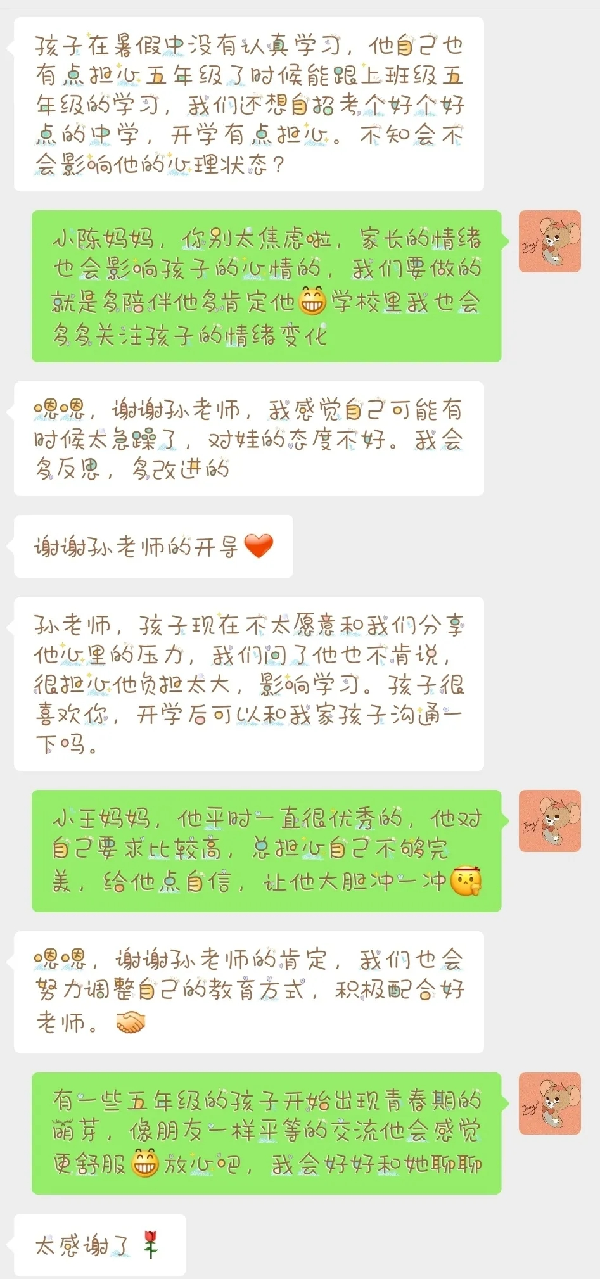 孩子在暑假中没有认真学习，他自己也
有点担心五年级了时候能跟上班级五
年级的学习，我们还想自招考个好个好
点的中学，开学有点担心。不知会不
会影响他的心理状态？
小陈妈妈，你别太焦虑啦，家长的情绪
也会影响孩子的心情的，我们要做的
就是多陪伴他多肯定他😁学校里我也会
多多关注孩子的情绪变化
嗯嗯，谢谢孙老师，我感觉自己可能有
时候太急躁了，对娃的态度不好。我会
多反思，多改进的
谢谢孙老师的开导❤️
孙老师，孩子现在不太愿意和我们分享
他心里的压力，我们问了他也不肯说，
很担心他负担太大，影响学习。孩子很
喜欢你，开学后可以和我家孩子沟通一
下吗。
小王妈妈，他平时一直很优秀的，他对
自己要求比较高，总担心自己不够完
美，给他点自信，让他大胆冲一冲🤔
嗯嗯，谢谢孙老师的肯定，我们也会
努力调整自己的教育方式，积极配合好
老师。🤝
有一些五年级的孩子开始出现青春期的
萌芽，像朋友一样平等的交流他会感觉
更舒服😁放心吧，我会好好和她聊聊
太感谢了🌹